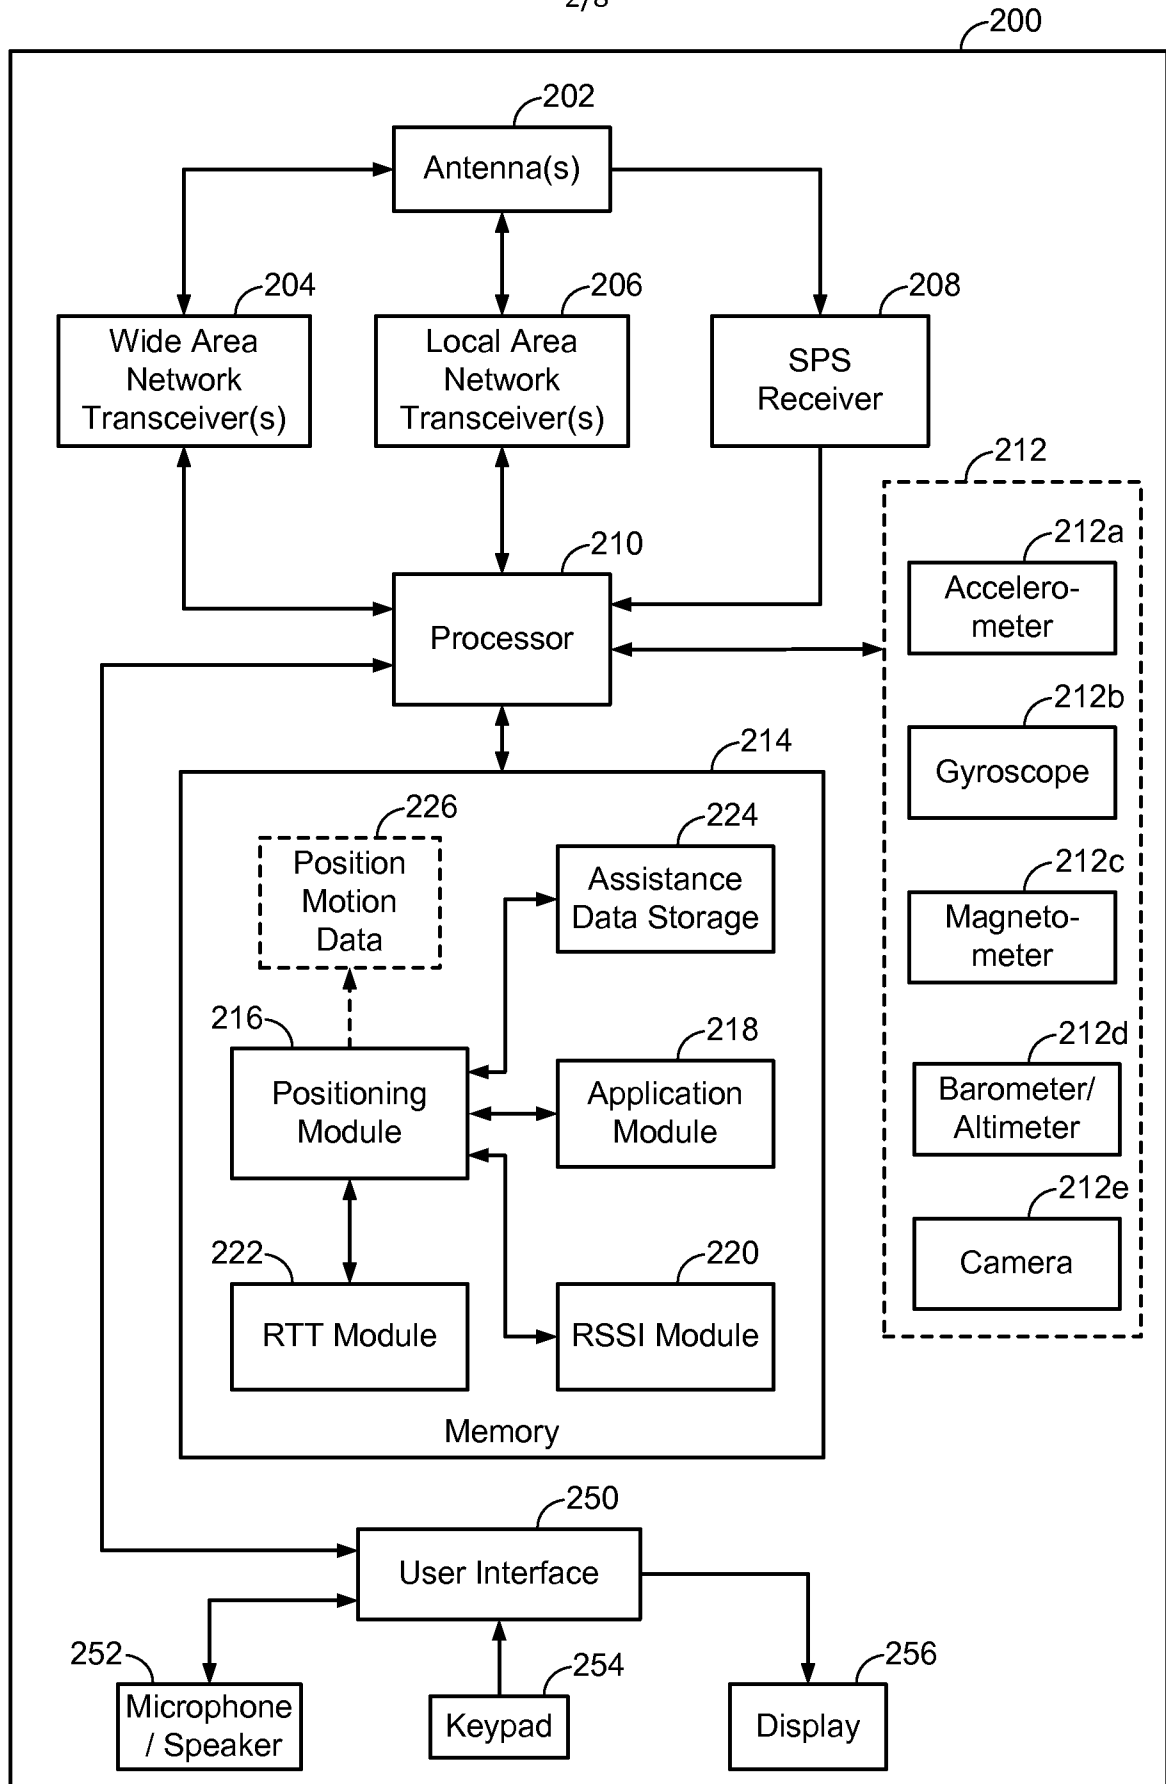 2/8
200
202
Antenna(s)
204
206
208
Wide Area
Network
Transceiver(s)
Local Area
Network
Transceiver(s)
SPS
Receiver
212
210
Processor
212a
Accelero-
meter
212b
Gyroscope
212c
Magneto-
meter
212d
Barometer/
Altimeter
212e
Camera
214
226
Position
Motion
Data
224
Assistance
Data Storage
216
Positioning
Module
218
Application
Module
222
RTT Module
220
RSSI Module
Memory
250
User Interface
252
Microphone
/ Speaker
254
Keypad
256
Display